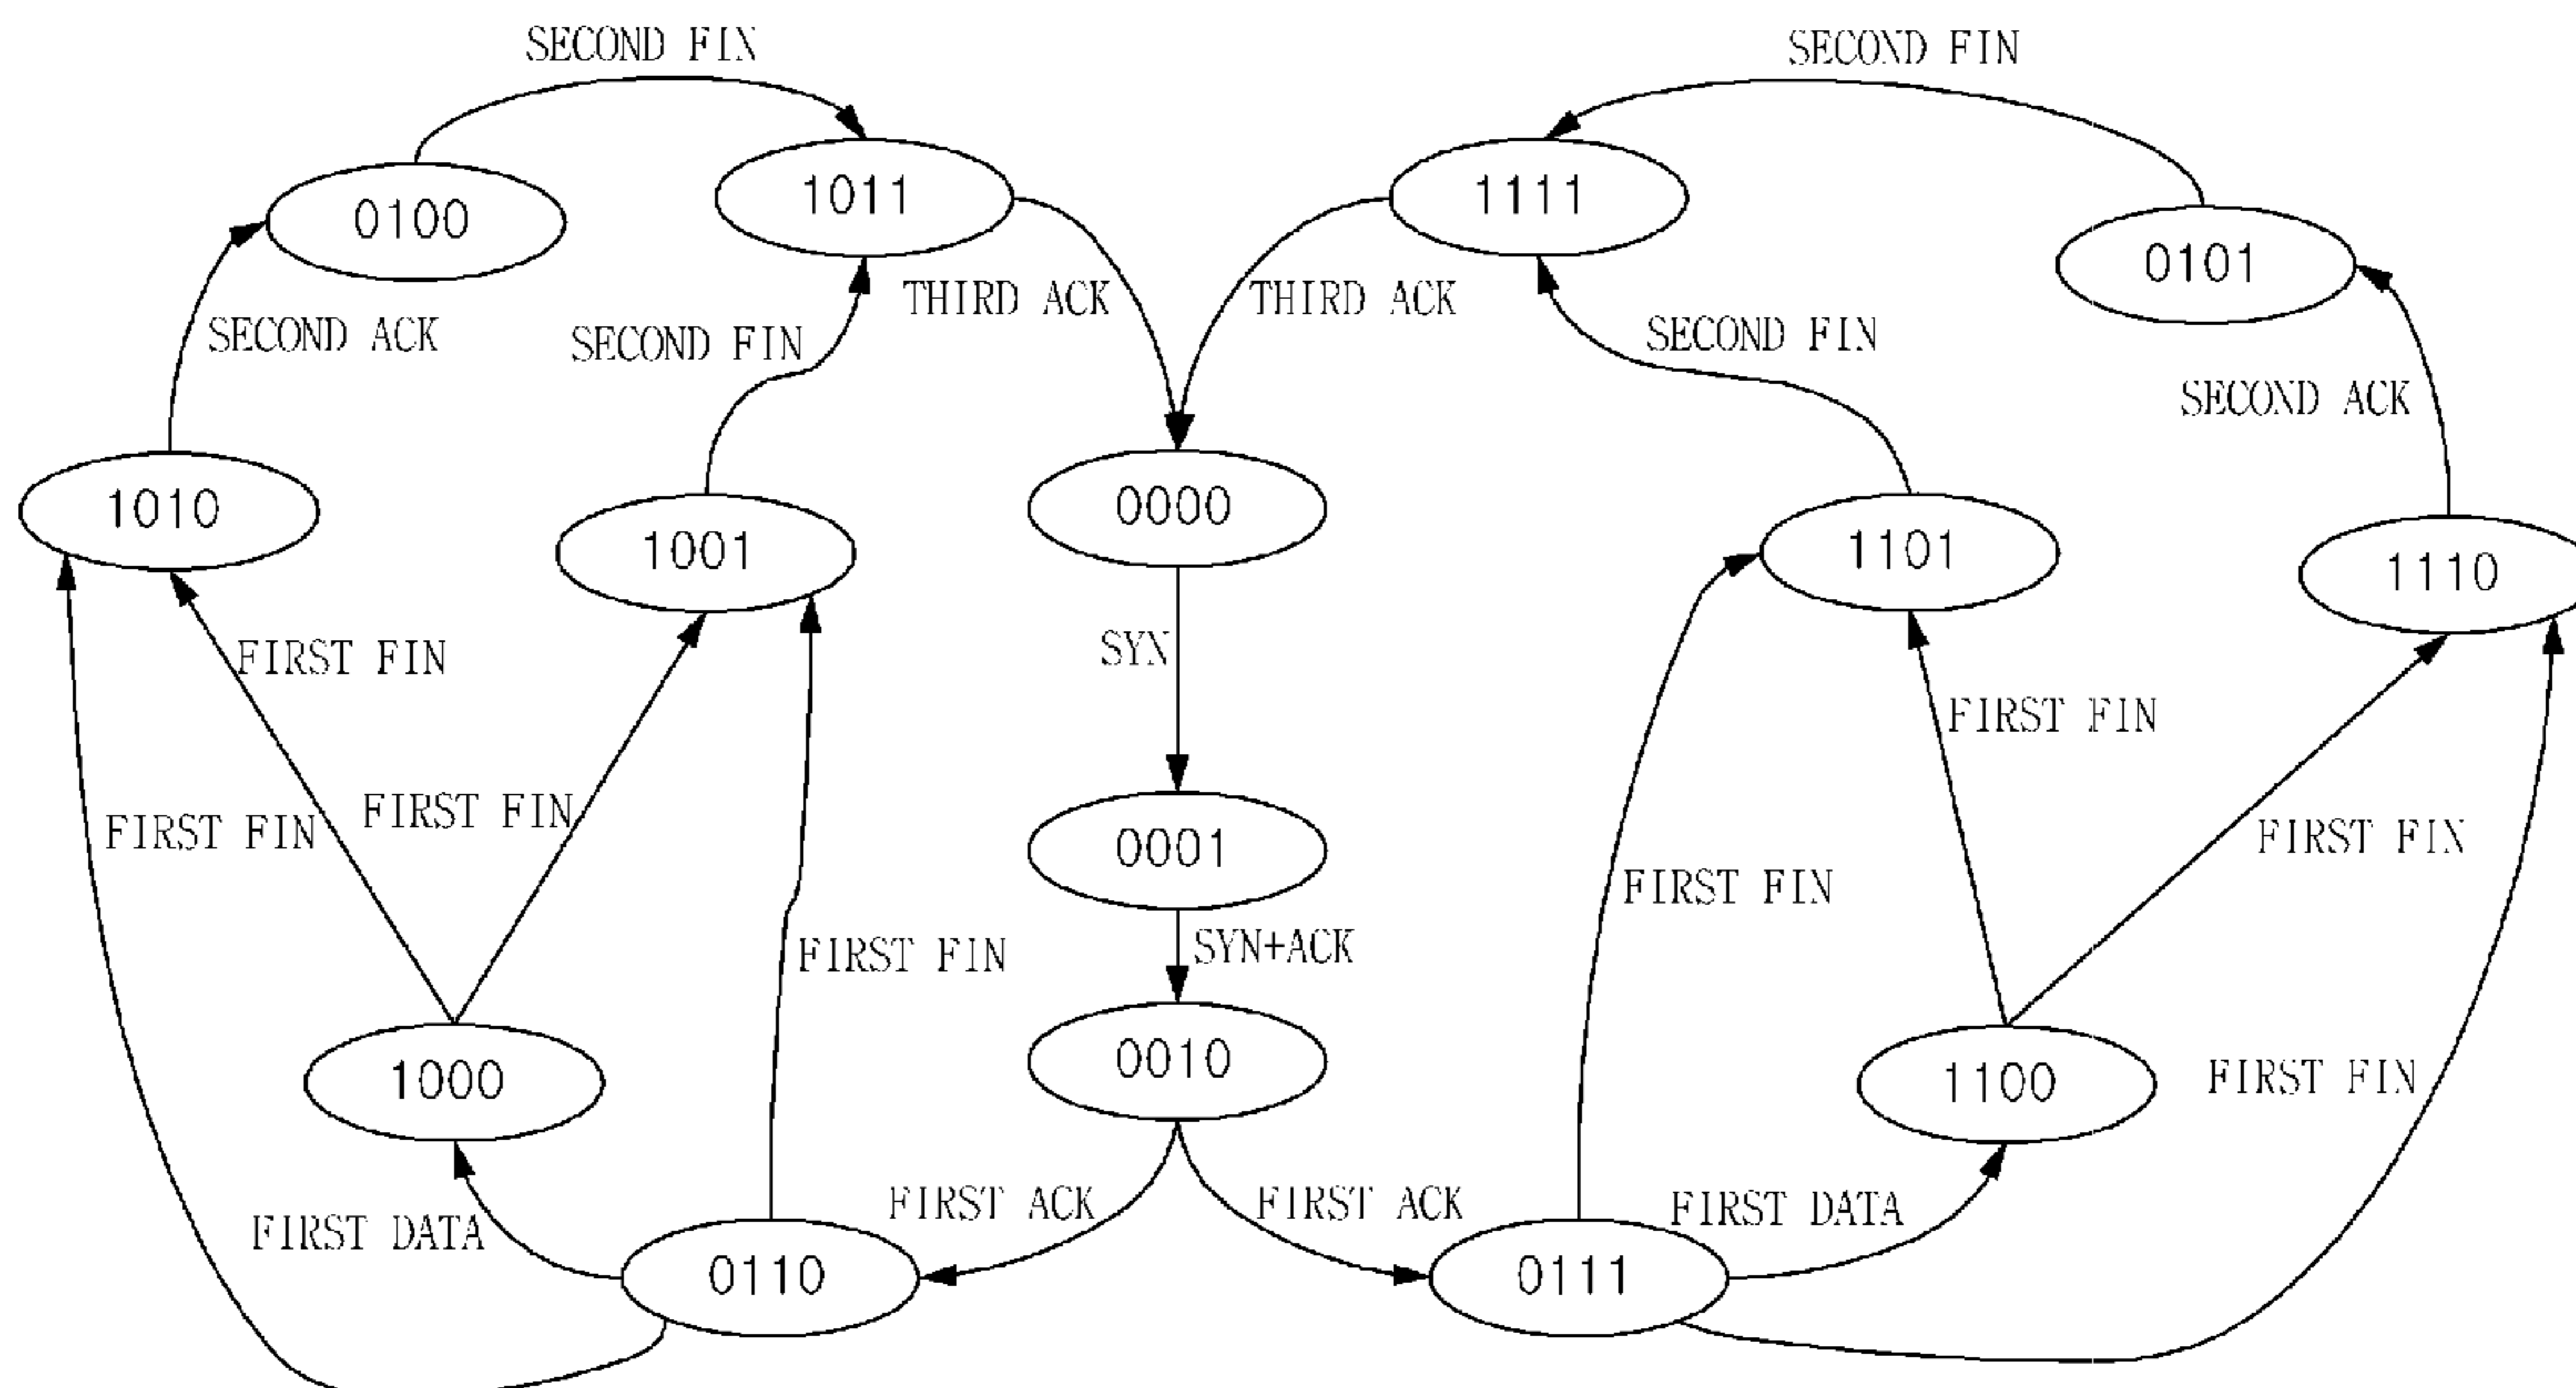 SECOND FIN
SECOND FIN
1011
1111
0100
0101
THIRD ACK
THIRD ACK
SECOND ACK
SECOND FIN
SECOND FIN
SECOND ACK
1010
0000
1001
1101
1110
SYN
FIRST FIN
FIRST FIN
FIRST FIN
FIRST FIN
FIRST FIN
0001
FIRST FIN
FIRST FIN
SYN+ACK
0010
1000
1100
FIRST FIN
FIRST ACK
FIRST ACK
FIRST DATA
FIRST DATA
0110
0111